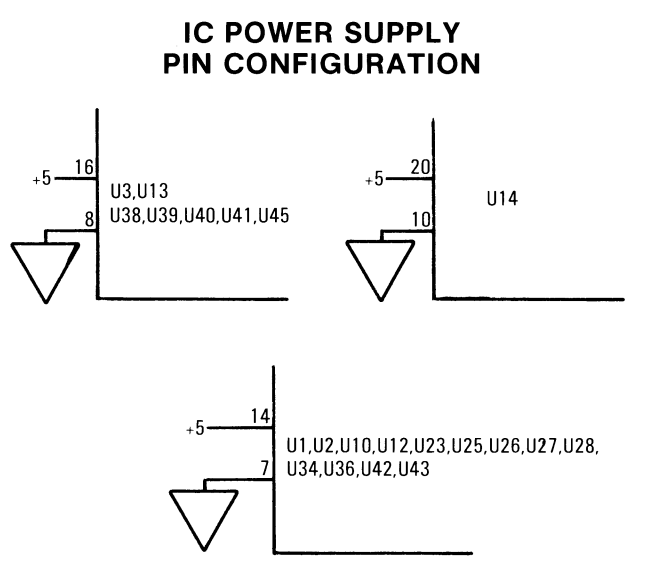 IC POWER SUPPLY
PIN CONFIGURATION
16
+5
U3,U13
8
U38,U39,U40,U41,U45
20
+5
U14
10
14
+5
U1,U2,U10,U12,U23,U25,U26,U27,U28,
7
U34,U36,U42,U43